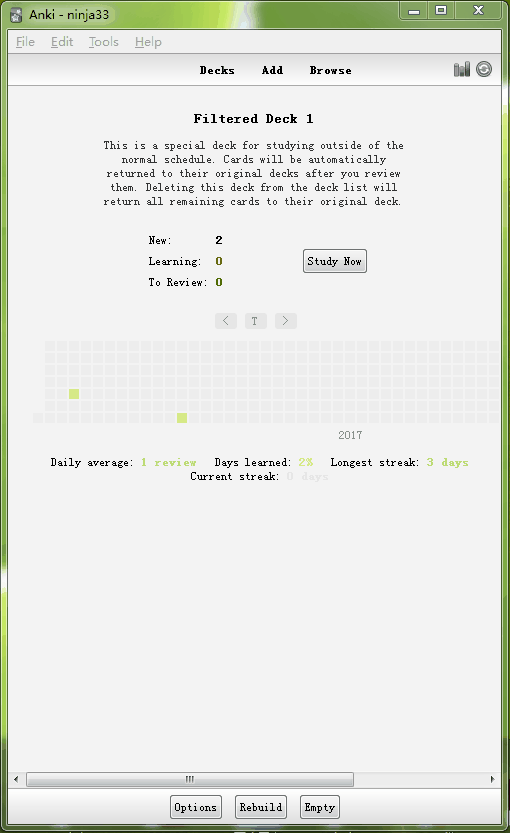 Anki - ninja33
File Edit Tools Help
Decks Add Browse
Filtered Deck 1
This is a special deck for studying outside of the
normal schedule. Cards will be automatically
returned to their original decks after you review
them. Deleting this deck from the deck list will
return all remaining cards to their original deck.
New: 2
Learning: 0
To Review: 0
Study Now
< T >
2017
Daily average: 1 review Days learned: 2% Longest streak: 3 days
Current streak: 0 days
Options Rebuild Empty